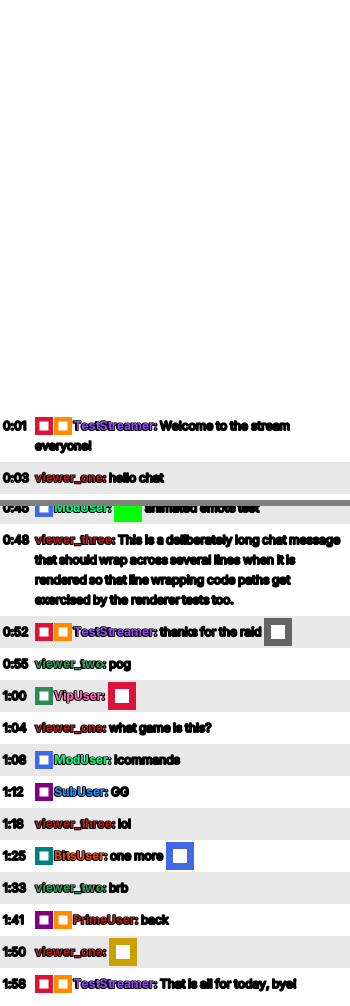 0:01 TestStreamer: Welcome to the stream
everyone!
0:03 viewer_one: hello chat
0:45 ModUser: animated emote test
0:48 viewer_three: This is a deliberately long chat message
that should wrap across several lines when it is
rendered so that line wrapping code paths get
exercised by the renderer tests too.
0:52 TestStreamer: thanks for the raid
0:55 viewer_two: pog
1:00 VipUser:
1:04 viewer_one: what game is this?
1:08 ModUser: !commands
1:12 SubUser: GG
1:18 viewer_three: lol
1:25 BitsUser: one more
1:33 viewer_two: brb
1:41 PrimeUser: back
1:50 viewer_one:
1:58 TestStreamer: That is all for today, bye!